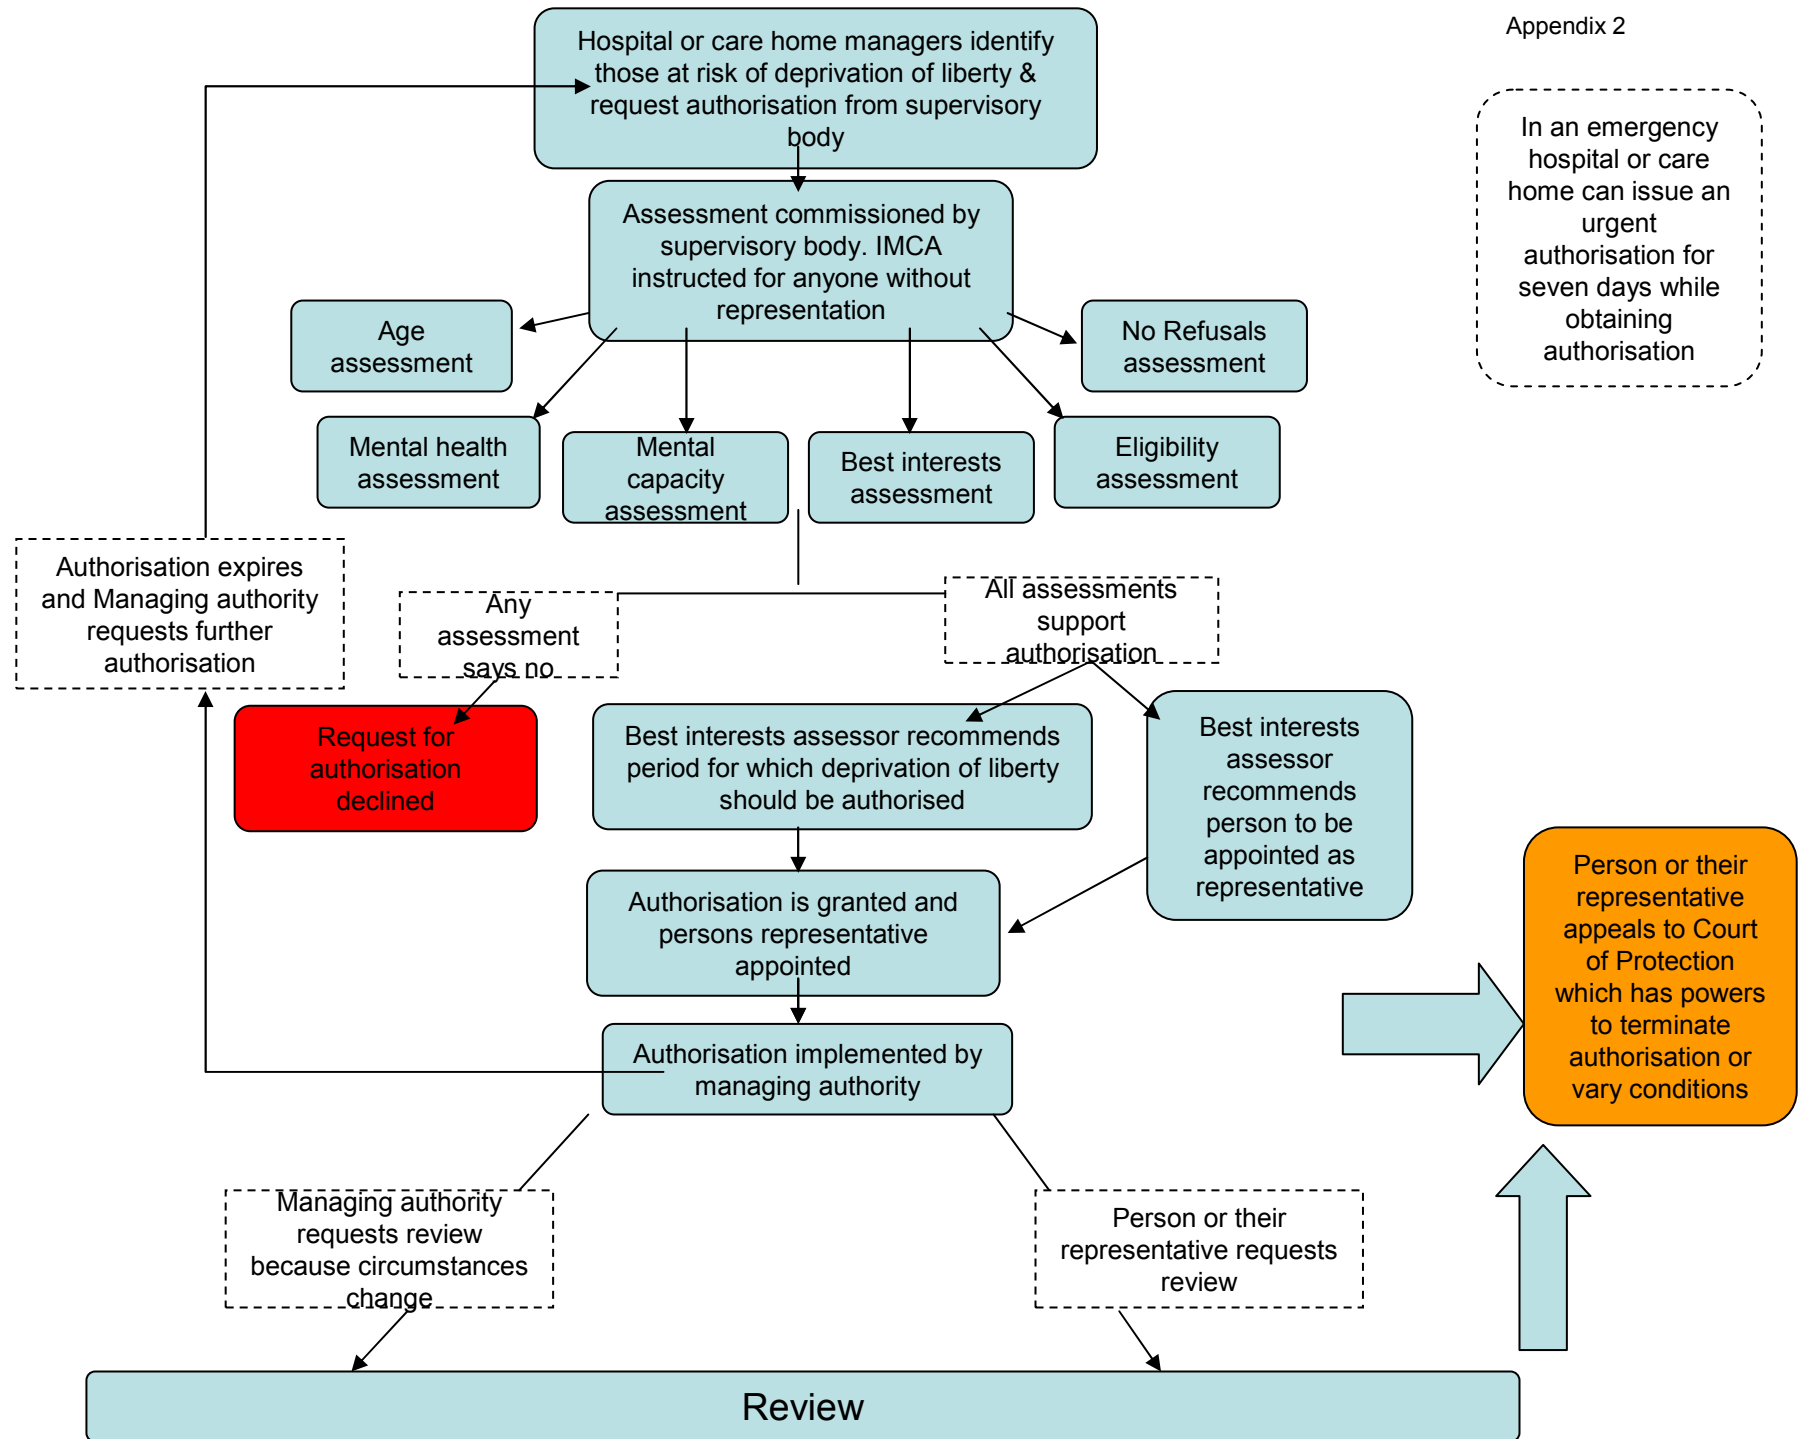 Appendix 2
Hospital or care home managers identify
those at risk of deprivation of liberty &
request authorisation from supervisory
body
In an emergency
hospital or care
home can issue an
urgent
authorisation for
seven days while
obtaining
authorisation
Assessment commissioned by
supervisory body. IMCA
instructed for anyone without
representation
Age
assessment
No Refusals
assessment
Mental health
assessment
Mental
capacity
assessment
Best interests
assessment
Eligibility
assessment
Authorisation expires
and Managing authority
requests further
authorisation
Any
assessment
says no
All assessments
support
authorisation
Request for
authorisation
declined
Best interests assessor recommends
period for which deprivation of liberty
should be authorised
Best interests
assessor
recommends
person to be
appointed as
representative
Authorisation is granted and
persons representative
appointed
Person or their
representative
appeals to Court
of Protection
which has powers
to terminate
authorisation or
vary conditions
Authorisation implemented by
managing authority
Managing authority
requests review
because circumstances
change
Person or their
representative requests
review
Review